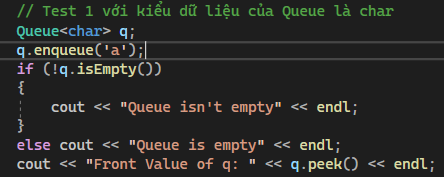 // Test 1 với kiểu dữ liệu của Queue là char
Queue<char> q;
q.enqueue('a');
if (!q.isEmpty())
{
    cout << "Queue isn't empty" << endl;
}
else cout << "Queue is empty" << endl;
cout << "Front Value of q: " << q.peek() << endl;